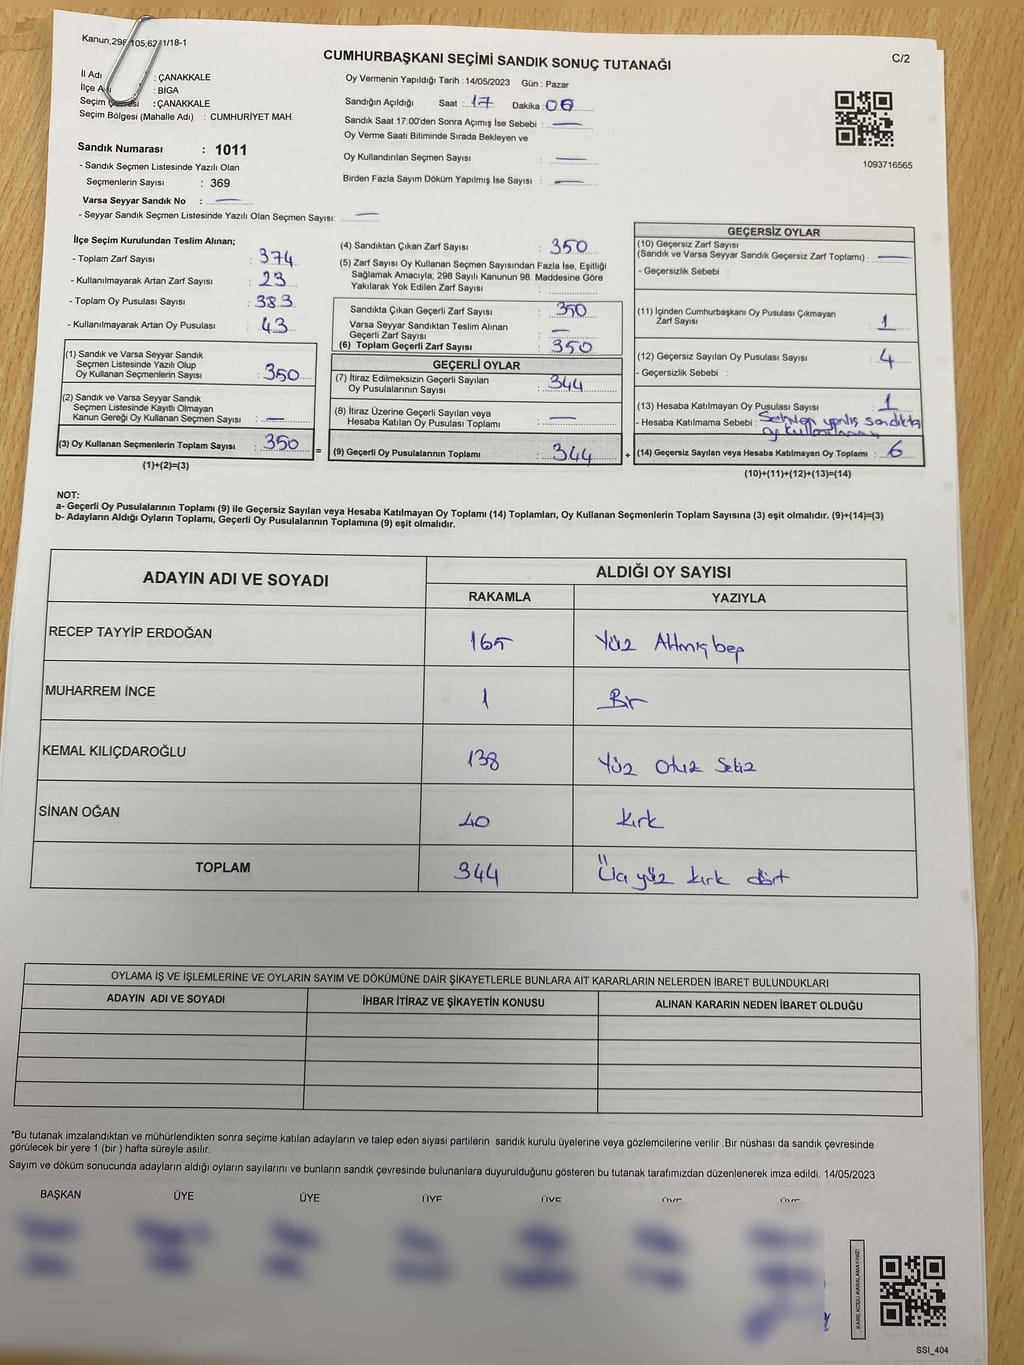 Kanun;298,105,6271/18-1
CUMHURBAŞKANI SEÇİMİ SANDIK SONUÇ TUTANAĞI
C/2
İl Adı : ÇANAKKALE
İlçe Adı : BİGA
Seçim Çevresi : ÇANAKKALE
Seçim Bölgesi (Mahalle Adı) : CUMHURİYET MAH.
Sandık Numarası : 1011
- Sandık Seçmen Listesinde Yazılı Olan
Seçmenlerin Sayısı : 369
Varsa Seyyar Sandık No : —
- Seyyar Sandık Seçmen Listesinde Yazılı Olan Seçmen Sayısı: —
Oy Vermenin Yapıldığı Tarih : 14/05/2023 Gün : Pazar
Sandığın Açıldığı Saat : 17 Dakika : 00
Sandık Saat 17:00'den Sonra Açımış İse Sebebi : —
Oy Verme Saati Bitiminde Sırada Bekleyen ve
Oy Kullandırılan Seçmen Sayısı : —
Birden Fazla Sayım Döküm Yapılmış İse Sayısı : —
1093716565
İlçe Seçim Kurulundan Teslim Alınan;
- Toplam Zarf Sayısı : 374
- Kullanılmayarak Artan Zarf Sayısı : 23
- Toplam Oy Pusulası Sayısı : 383
- Kullanılmayarak Artan Oy Pusulası : 43
(1) Sandık ve Varsa Seyyar Sandık
Seçmen Listesinde Yazılı Olup
Oy Kullanan Seçmenlerin Sayısı : 350
(2) Sandık ve Varsa Seyyar Sandık
Seçmen Listesinde Kayıtlı Olmayan
Kanun Gereği Oy Kullanan Seçmen Sayısı : —
(3) Oy Kullanan Seçmenlerin Toplam Sayısı : 350
(1)+(2)=(3)
(4) Sandıktan Çıkan Zarf Sayısı : 350
(5) Zarf Sayısı Oy Kullanan Seçmen Sayısından Fazla İse, Eşitliği
Sağlamak Amacıyla; 298 Sayılı Kanunun 98. Maddesine Göre
Yakılarak Yok Edilen Zarf Sayısı :
Sandıkta Çıkan Geçerli Zarf Sayısı : 350
Varsa Seyyar Sandıktan Teslim Alınan
Geçerli Zarf Sayısı : —
(6) Toplam Geçerli Zarf Sayısı : 350
=
GEÇERLİ OYLAR
(7) İtiraz Edilmeksizin Geçerli Sayılan
Oy Pusulalarının Sayısı : 344
(8) İtiraz Üzerine Geçerli Sayılan veya
Hesaba Katılan Oy Pusulası Toplamı : —
(9) Geçerli Oy Pusulalarının Toplamı : 344
+
GEÇERSİZ OYLAR
(10) Geçersiz Zarf Sayısı
(Sandık ve Varsa Seyyar Sandık Geçersiz Zarf Toplamı) : —
- Geçersizlik Sebebi :
(11) İçinden Cumhurbaşkanı Oy Pusulası Çıkmayan
Zarf Sayısı : 1
(12) Geçersiz Sayılan Oy Pusulası Sayısı : 4
- Geçersizlik Sebebi :
(13) Hesaba Katılmayan Oy Pusulası Sayısı : 1
- Hesaba Katılmama Sebebi : Sehven yanlış sandıkta
oy kullanılması
(14) Geçersiz Sayılan veya Hesaba Katılmayan Oy Toplamı : 6
(10)+(11)+(12)+(13)=(14)
NOT:
a- Geçerli Oy Pusulalarının Toplamı (9) ile Geçersiz Sayılan veya Hesaba Katılmayan Oy Toplamı (14) Toplamları, Oy Kullanan Seçmenlerin Toplam Sayısına (3) eşit olmalıdır. (9)+(14)=(3)
b- Adayların Aldığı Oyların Toplamı, Geçerli Oy Pusulalarının Toplamına (9) eşit olmalıdır.
ADAYIN ADI VE SOYADI ALDIĞI OY SAYISI
RAKAMLA YAZIYLA
RECEP TAYYİP ERDOĞAN 165 Yüz Altmışbeş
MUHARREM İNCE 1 Bir
KEMAL KILIÇDAROĞLU 138 Yüz Otuz Sekiz
SİNAN OĞAN 40 Kırk
TOPLAM 344 Üç yüz kırk dört
OYLAMA İŞ VE İŞLEMLERİNE VE OYLARIN SAYIM VE DÖKÜMÜNE DAİR ŞİKAYETLERLE BUNLARA AİT KARARLARIN NELERDEN İBARET BULUNDUKLARI
ADAYIN ADI VE SOYADI İHBAR İTİRAZ VE ŞİKAYETİN KONUSU ALINAN KARARIN NEDEN İBARET OLDUĞU
*Bu tutanak imzalandıktan ve mühürlendikten sonra seçime katılan adayların ve talep eden siyasi partilerin sandık kurulu üyelerine veya gözlemcilerine verilir .Bir nüshası da sandık çevresinde
görülecek bir yere 1 (bir ) hafta süreyle asılır.
Sayım ve döküm sonucunda adayların aldığı oyların sayılarını ve bunların sandık çevresinde bulunanlara duyurulduğunu gösteren bu tutanak tarafımızdan düzenlenerek imza edildi. 14/05/2023
BAŞKAN ÜYE ÜYE ÜYE ÜYE ÜYE ÜYE
KARE KODU KARALAMAYINIZ!
SSI_404